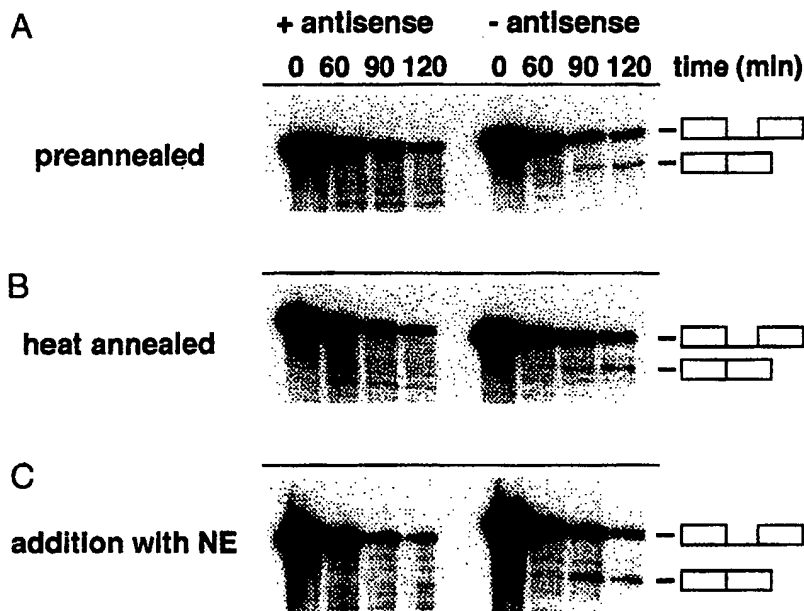 A
+ antisense - antisense
0 60 90 120 0 60 90 120 time (min)
preannealed
B
heat annealed
C
addition with NE